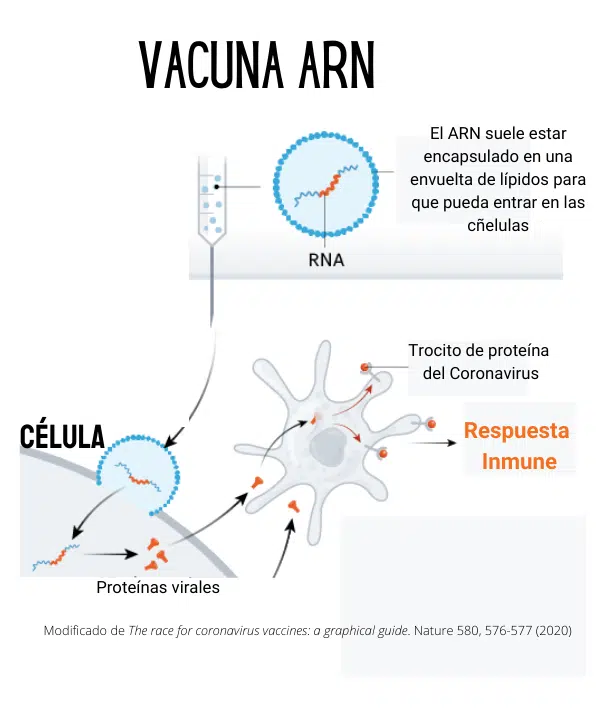 VACUNA ARN
El ARN suele estar
encapsulado en una
envuelta de lípidos para
que pueda entrar en las
cñelulas
RNA
Trocito de proteína
del Coronavirus
CÉLULA
Respuesta
Inmune
Proteínas virales
Modificado de The race for coronavirus vaccines: a graphical guide. Nature 580, 576-577 (2020)